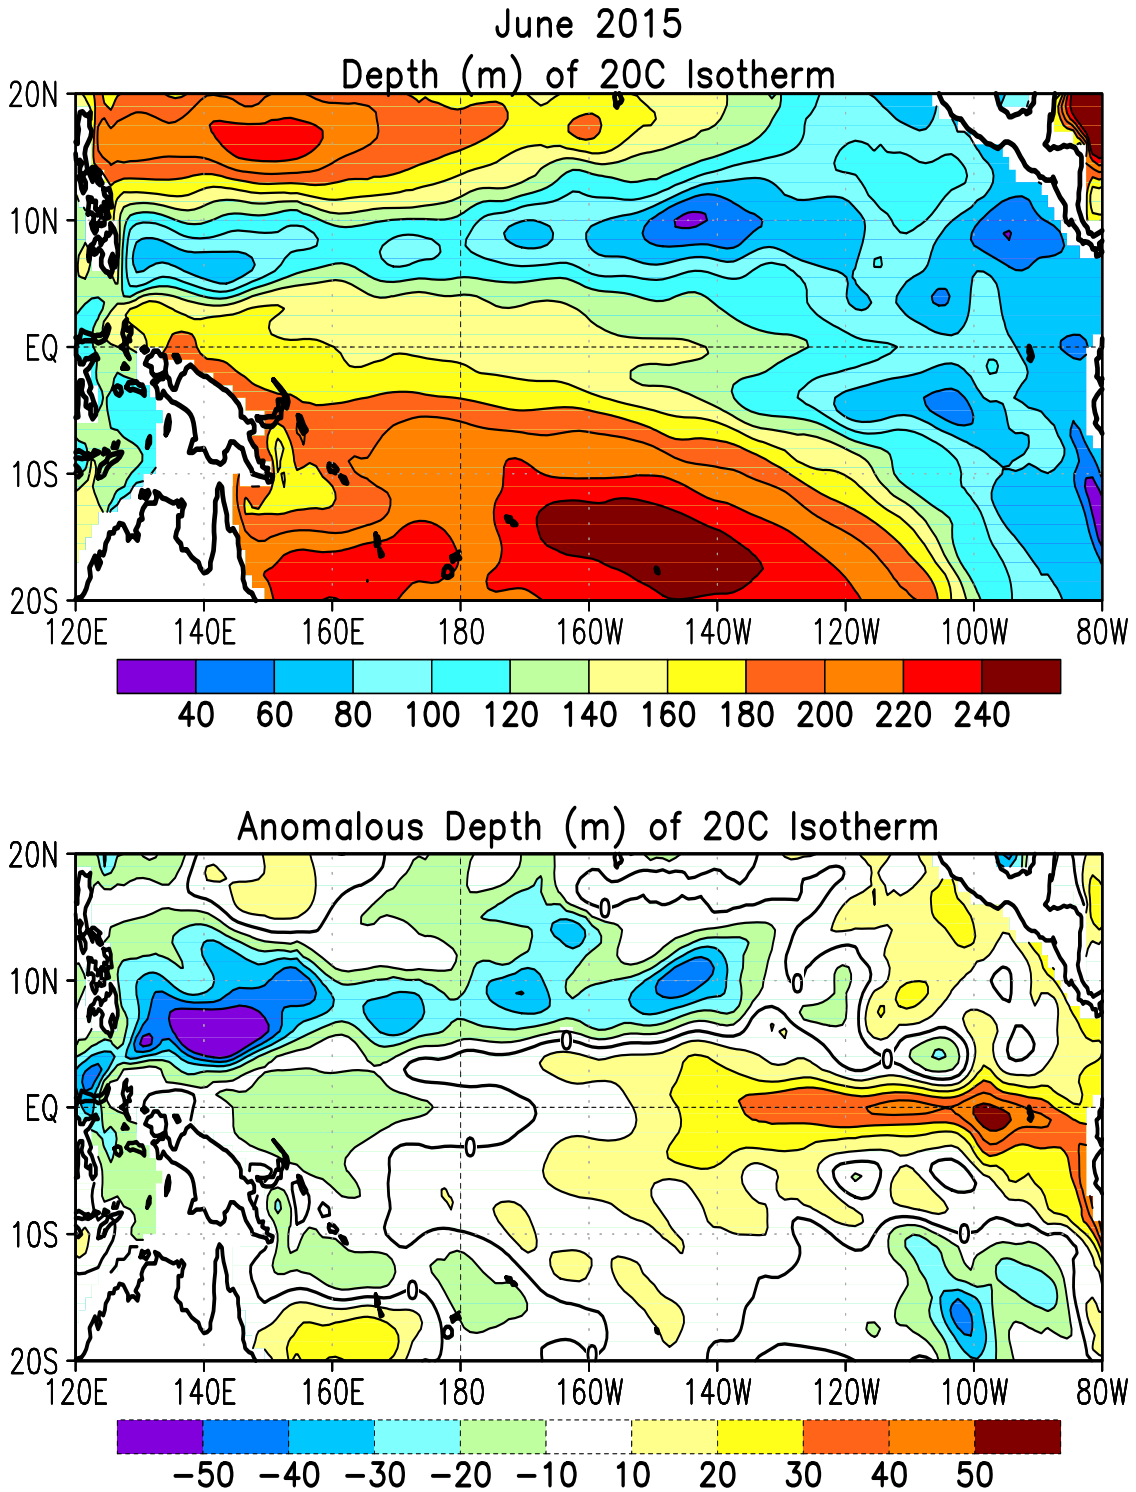 June 2015
Depth (m) of 20C Isotherm
20N
10N
EQ
10S
20S
120E 140E 160E 180 160W 140W 120W 100W 80W
40 60 80 100 120 140 160 180 200 220 240
Anomalous Depth (m) of 20C Isotherm
20N
0
10N
0
0
0
EQ
0
10S
0
0
20S
0
120E 140E 160E 180 160W 140W 120W 100W 80W
−50 −40 −30 −20 −10 10 20 30 40 50